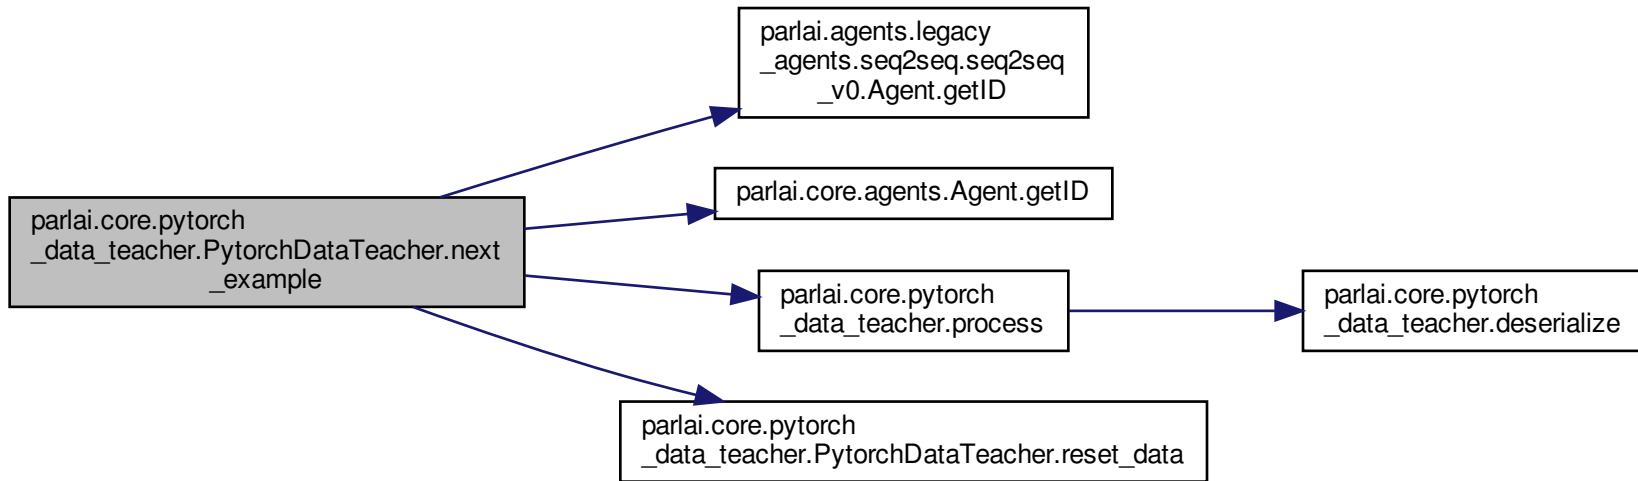 parlai.core.pytorch
_data_teacher.PytorchDataTeacher.next
_example
parlai.agents.legacy
_agents.seq2seq.seq2seq
_v0.Agent.getID
parlai.core.agents.Agent.getID
parlai.core.pytorch
_data_teacher.process
parlai.core.pytorch
_data_teacher.deserialize
parlai.core.pytorch
_data_teacher.PytorchDataTeacher.reset_data